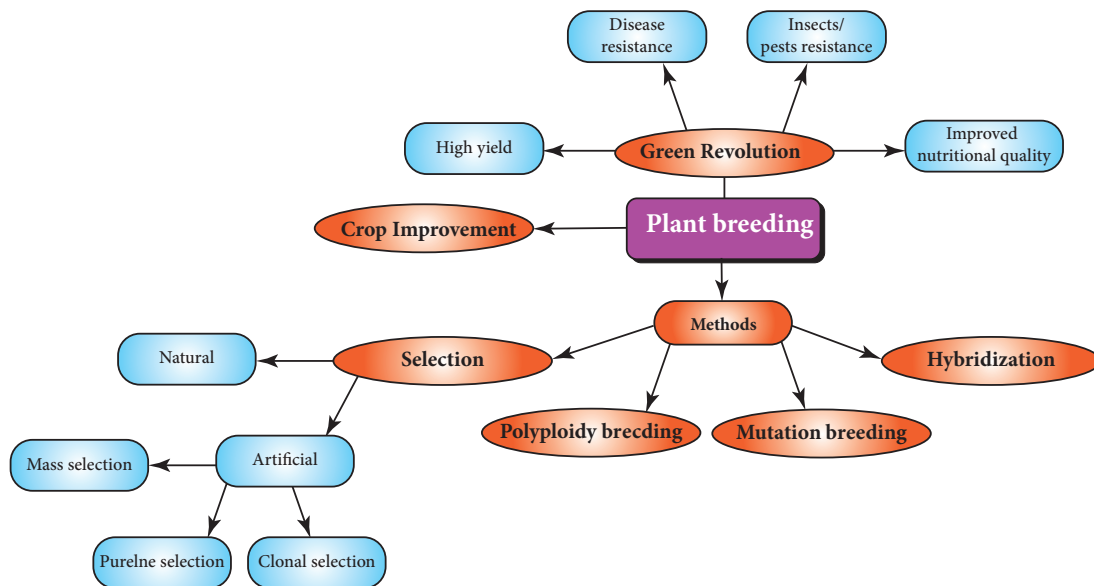 Disease
resistance
Insects/
pests resistance
High yield
Green Revolution
Improved
nutritional quality
Crop Improvement
Plant breeding
Methods
Natural
Selection
Hybridization
Polyploidy brecding
Mutation breeding
Mass selection
Artificial
Purelne selection
Clonal selection